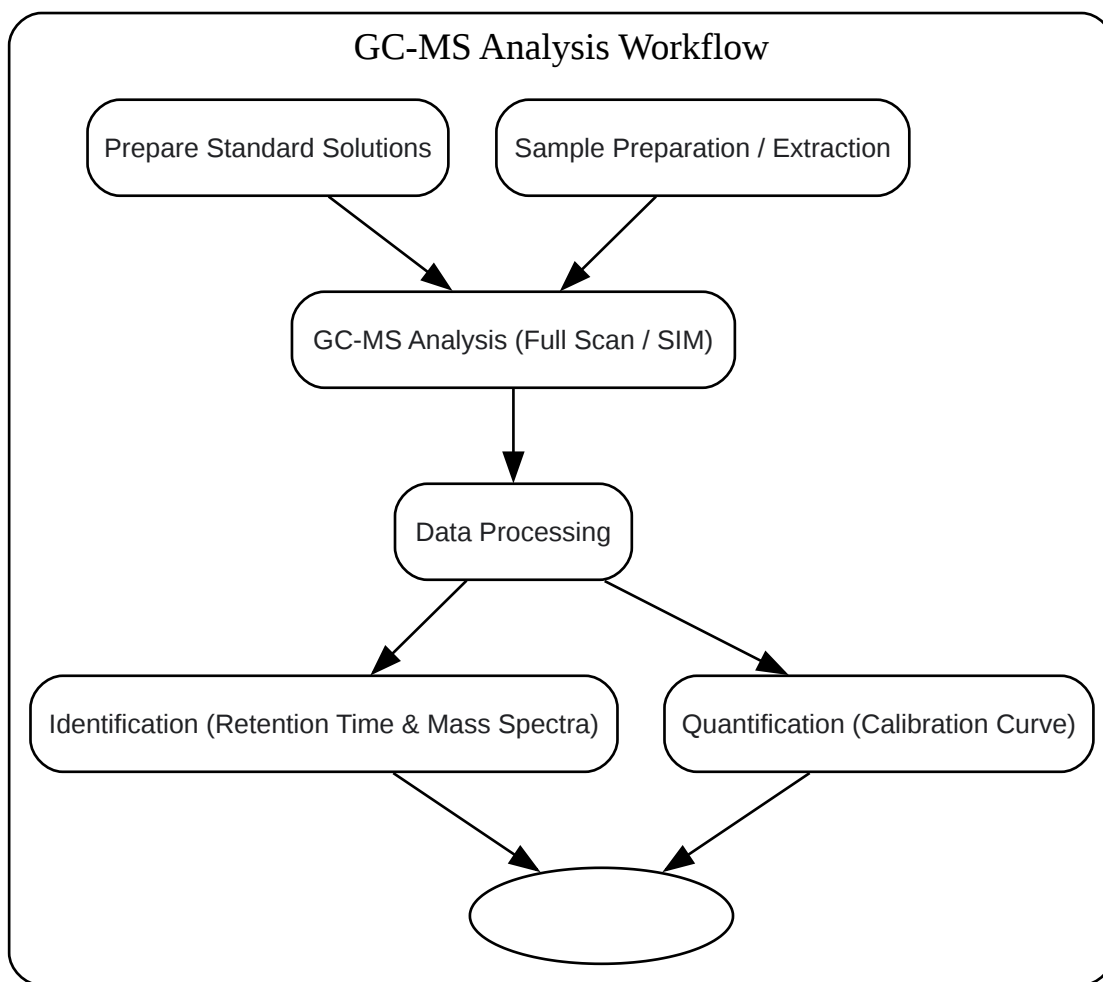 GC-MS Analysis Workflow
Prepare Standard Solutions
Sample Preparation / Extraction
GC-MS Analysis (Full Scan / SIM)
Data Processing
Identification (Retention Time & Mass Spectra)
Quantification (Calibration Curve)